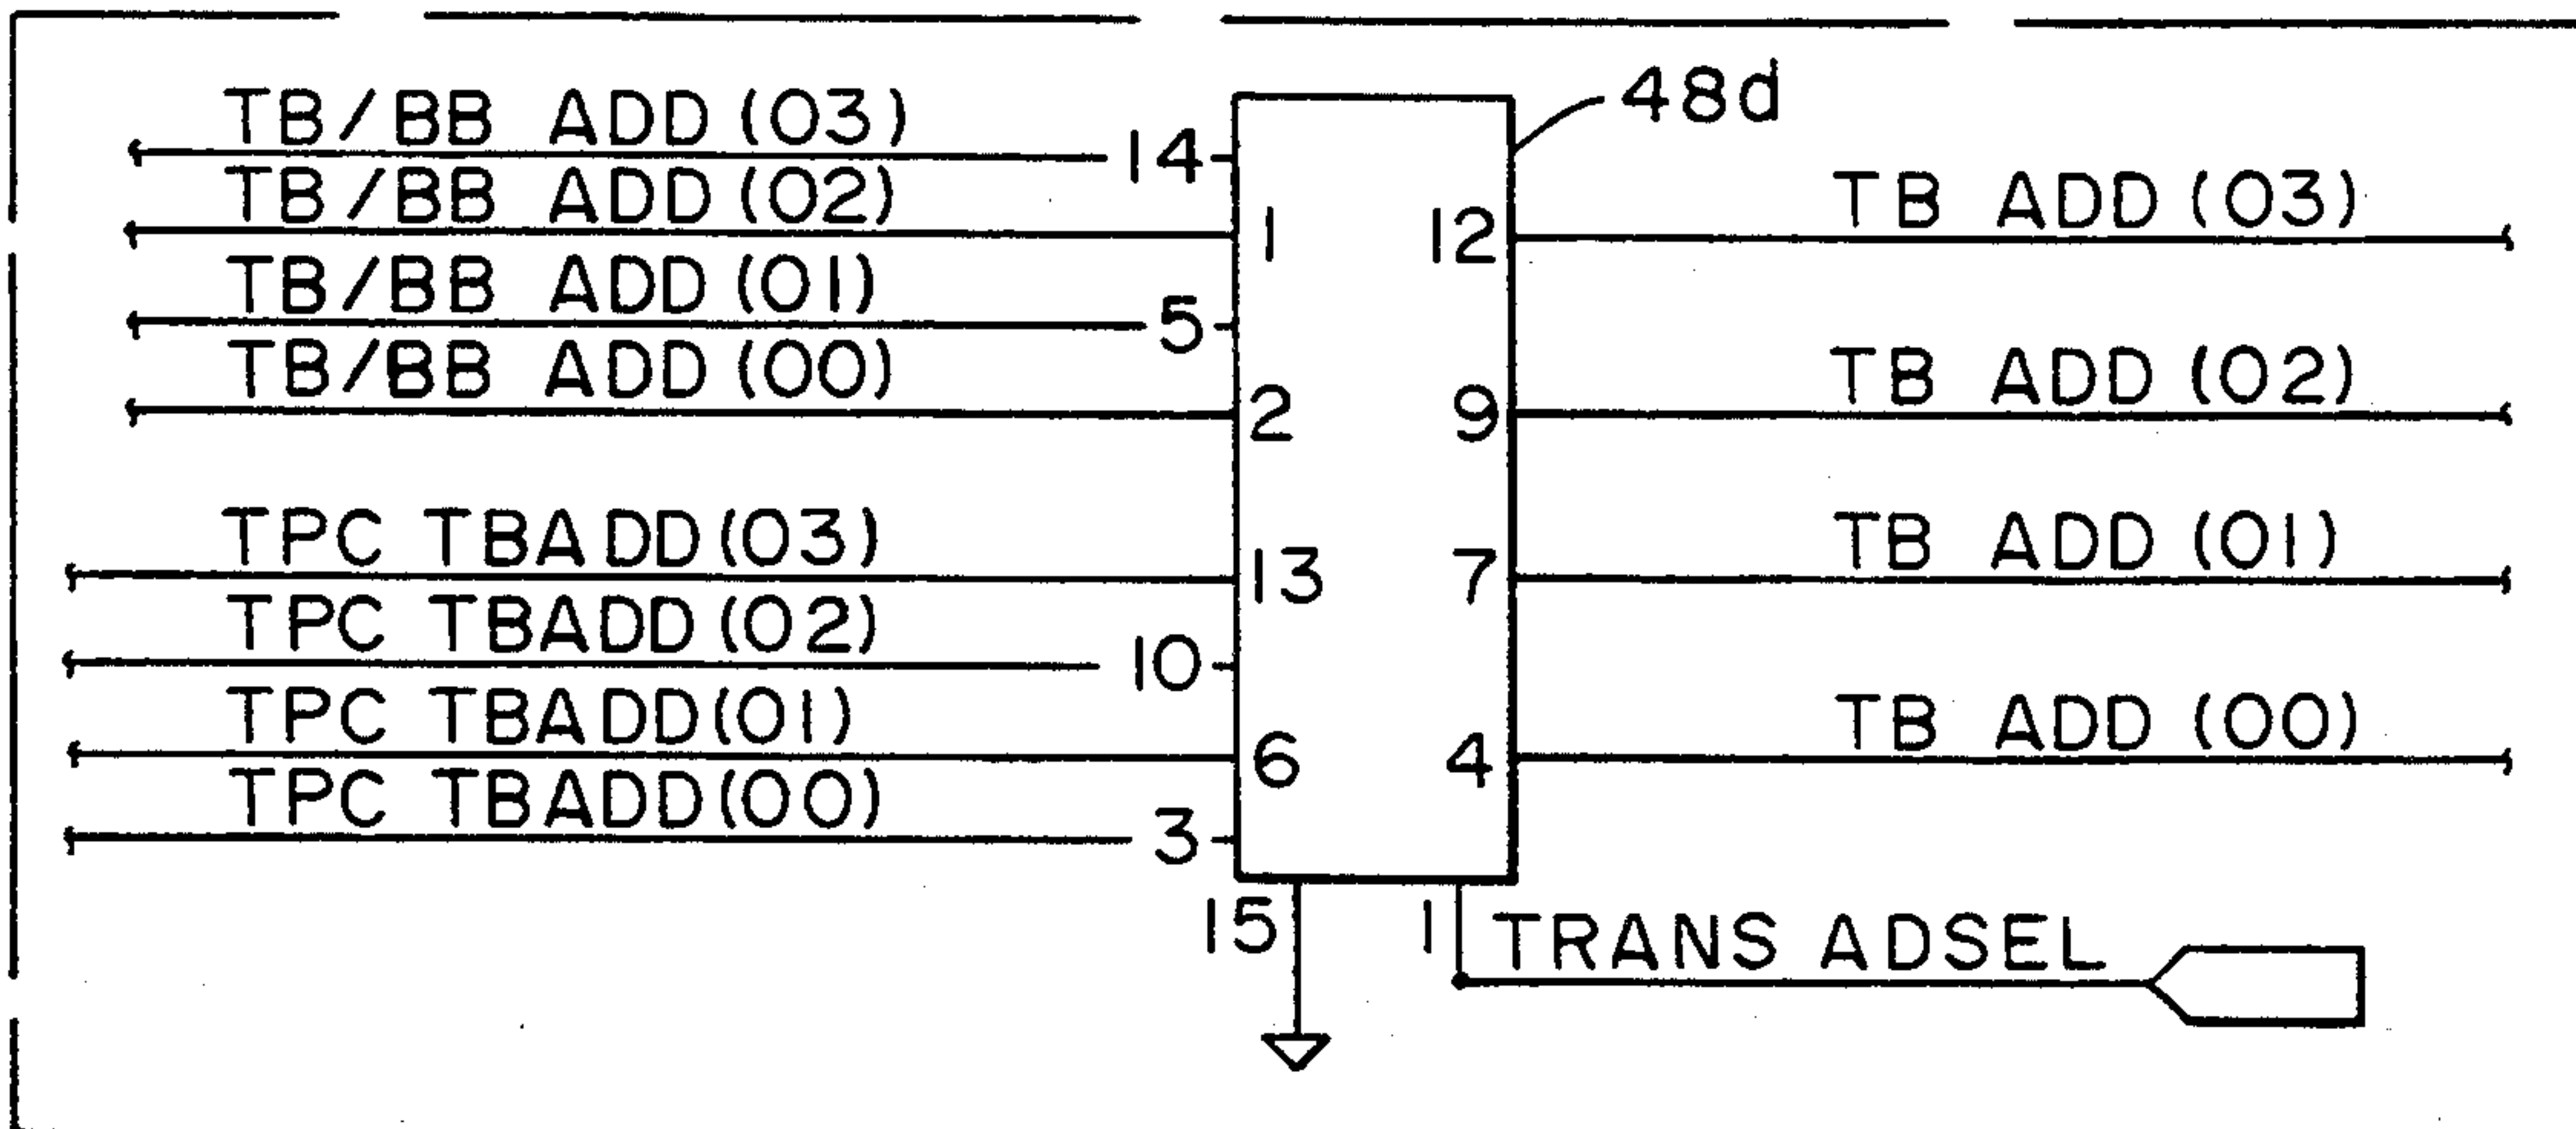 48d
TB/BB ADD (03)
14
TB/BB ADD (02)
1
12
TB ADD (03)
TB/BB ADD (01)
5
TB/BB ADD (00)
2
9
TB ADD (02)
TPC TBADD (03)
13
7
TB ADD (01)
TPC TBADD (02)
10
TPC TBADD (01)
6
4
TB ADD (00)
TPC TBADD (00)
3
15
1
TRANS ADSEL